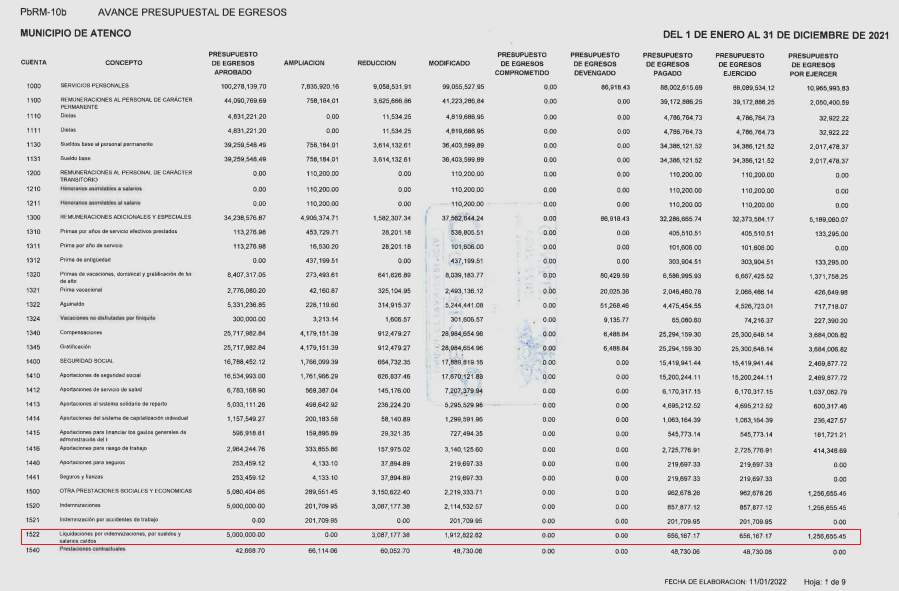 PbRM-10b AVANCE PRESUPUESTAL DE EGRESOS
MUNICIPIO DE ATENCO DEL 1 DE ENERO AL 31 DE DICIEMBRE DE 2021
CUENTA CONCEPTO PRESUPUESTO DE EGRESOS APROBADO AMPLIACION REDUCCION MODIFICADO PRESUPUESTO DE EGRESOS COMPROMETIDO PRESUPUESTO DE EGRESOS DEVENGADO PRESUPUESTO DE EGRESOS PAGADO PRESUPUESTO DE EGRESOS EJERCIDO PRESUPUESTO DE EGRESOS POR EJERCER
1000 SERVICIOS PERSONALES 100,278,139.70 7,835,920.16 9,058,531.91 99,055,527.95 0.00 86,918.43 88,002,615.69 88,089,534.12 10,965,993.83
1100 REMUNERACIONES AL PERSONAL DE CARÁCTER PERMANENTE 44,090,769.69 758,184.01 3,625,666.86 41,223,286.84 0.00 0.00 39,172,886.25 39,172,886.25 2,050,400.59
1110 Dietas 4,831,221.20 0.00 11,534.25 4,819,686.95 0.00 0.00 4,786,764.73 4,786,764.73 32,922.22
1111 Dietas 4,831,221.20 0.00 11,534.25 4,819,686.95 0.00 0.00 4,786,764.73 4,786,764.73 32,922.22
1130 Sueldos base al personal permanente 39,259,548.49 758,184.01 3,614,132.61 36,403,599.89 0.00 0.00 34,386,121.52 34,386,121.52 2,017,478.37
1131 Sueldo base 39,259,548.49 758,184.01 3,614,132.61 36,403,599.89 0.00 0.00 34,386,121.52 34,386,121.52 2,017,478.37
1200 REMUNERACIONES AL PERSONAL DE CARÁCTER TRANSITORIO 0.00 110,200.00 0.00 110,200.00 0.00 0.00 110,200.00 110,200.00 0.00
1210 Honorarios asimilables a salarios 0.00 110,200.00 0.00 110,200.00 0.00 0.00 110,200.00 110,200.00 0.00
1211 Honorarios asimilables al salario 0.00 110,200.00 0.00 110,200.00 0.00 0.00 110,200.00 110,200.00 0.00
1300 REMUNERACIONES ADICIONALES Y ESPECIALES 34,238,576.87 4,906,374.71 1,582,307.34 37,562,644.24 0.00 86,918.43 32,286,665.74 32,373,584.17 5,189,060.07
1310 Primas por años de servicio efectivos prestados 113,276.98 453,729.71 28,201.18 538,805.51 0.00 0.00 405,510.51 405,510.51 133,295.00
1311 Prima por año de servicio 113,276.98 16,530.20 28,201.18 101,606.00 0.00 0.00 101,606.00 101,606.00 0.00
1312 Prima de antigüedad 0.00 437,199.51 0.00 437,199.51 0.00 0.00 303,904.51 303,904.51 133,295.00
1320 Primas de vacaciones, dominical y gratificación de fin de año 8,407,317.05 273,493.61 641,626.89 8,039,183.77 0.00 80,429.59 6,586,995.93 6,667,425.52 1,371,758.25
1321 Prima vacacional 2,776,080.20 42,160.87 325,104.95 2,493,136.12 0.00 20,025.36 2,046,460.78 2,066,486.14 426,649.98
1322 Aguinaldo 5,331,236.85 228,119.60 314,915.37 5,244,441.08 0.00 51,268.46 4,475,454.55 4,526,723.01 717,718.07
1324 Vacaciones no disfrutadas por finiquito 300,000.00 3,213.14 1,606.57 301,606.57 0.00 9,135.77 65,080.60 74,216.37 227,390.20
1340 Compensaciones 25,717,982.84 4,179,151.39 912,479.27 28,984,654.96 0.00 6,488.84 25,294,159.30 25,300,648.14 3,684,006.82
1345 Gratificación 25,717,982.84 4,179,151.39 912,479.27 28,984,654.96 0.00 6,488.84 25,294,159.30 25,300,648.14 3,684,006.82
1400 SEGURIDAD SOCIAL 16,788,452.12 1,766,099.39 664,732.35 17,889,819.16 0.00 0.00 15,419,941.44 15,419,941.44 2,469,877.72
1410 Aportaciones de seguridad social 16,534,993.00 1,761,966.29 626,837.46 17,670,121.83 0.00 0.00 15,200,244.11 15,200,244.11 2,469,877.72
1412 Aportaciones de servicio de salud 6,783,168.90 569,387.04 145,176.00 7,207,379.94 0.00 0.00 6,170,317.15 6,170,317.15 1,037,062.79
1413 Aportaciones al sistema solidario de reparto 5,033,111.26 498,642.92 236,224.20 5,295,529.98 0.00 0.00 4,695,212.52 4,695,212.52 600,317.46
1414 Aportaciones del sistema de capitalización individual 1,157,549.27 200,183.58 58,140.89 1,299,591.96 0.00 0.00 1,063,164.39 1,063,164.39 236,427.57
1415 Aportaciones para financiar los gastos generales de administración del I 596,918.81 159,896.89 29,321.35 727,494.35 0.00 0.00 545,773.14 545,773.14 181,721.21
1416 Aportaciones para riesgo de trabajo 2,964,244.76 333,855.86 157,975.02 3,140,125.60 0.00 0.00 2,725,776.91 2,725,776.91 414,348.69
1440 Aportaciones para seguros 253,459.12 4,133.10 37,894.89 219,697.33 0.00 0.00 219,697.33 219,697.33 0.00
1441 Seguros y fianzas 253,459.12 4,133.10 37,894.89 219,697.33 0.00 0.00 219,697.33 219,697.33 0.00
1500 OTRA PRESTACIONES SOCIALES Y ECONOMICAS 5,080,404.66 289,551.45 3,150,622.40 2,219,333.71 0.00 0.00 962,678.26 962,678.26 1,256,655.45
1520 Indemnizaciones 5,000,000.00 201,709.95 3,087,177.38 2,114,532.57 0.00 0.00 857,877.12 857,877.12 1,256,655.45
1521 Indemnización por accidentes de trabajo 0.00 201,709.95 0.00 201,709.95 0.00 0.00 201,709.95 201,709.95 0.00
1522 Liquidaciones por indemnizaciones, por sueldos y salarios caídos 5,000,000.00 0.00 3,087,177.38 1,912,822.62 0.00 0.00 656,167.17 656,167.17 1,256,655.45
1540 Prestaciones contractuales 42,668.70 66,114.06 60,052.70 48,730.06 0.00 0.00 48,730.06 48,730.06 0.00
FECHA DE ELABORACION: 11/01/2022 Hoja: 1 de 9